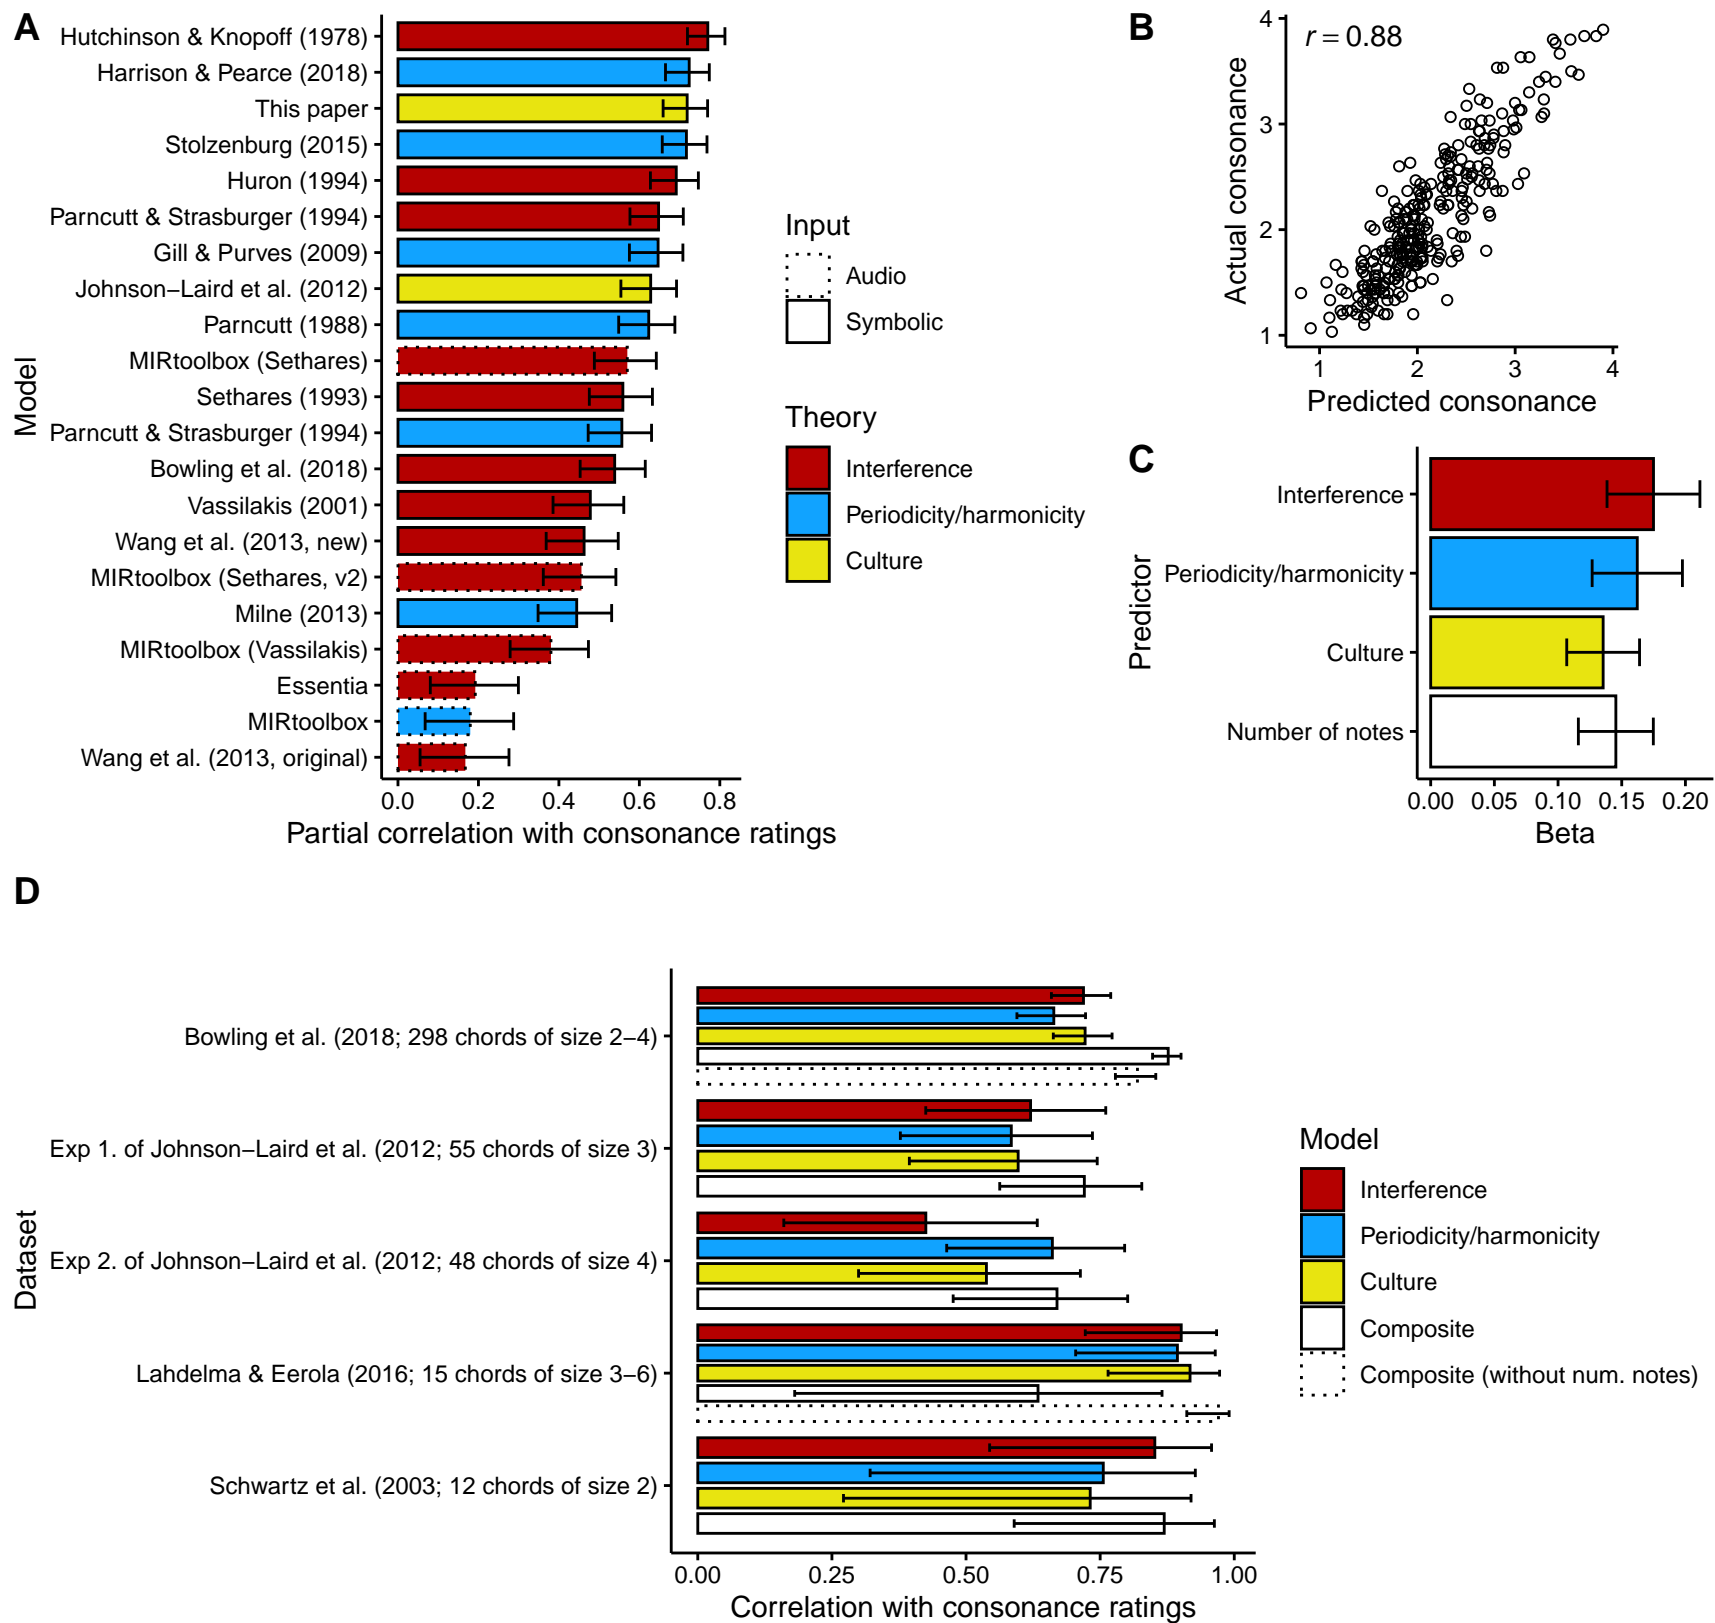 A
Hutchinson & Knopoff (1978)
Harrison & Pearce (2018)
This paper
Stolzenburg (2015)
Huron (1994)
Parncutt & Strasburger (1994)
Gill & Purves (2009)
Johnson−Laird et al. (2012)
Parncutt (1988)
MIRtoolbox (Sethares)
Sethares (1993)
Parncutt & Strasburger (1994)
Bowling et al. (2018)
Vassilakis (2001)
Wang et al. (2013, new)
MIRtoolbox (Sethares, v2)
Milne (2013)
MIRtoolbox (Vassilakis)
Essentia
MIRtoolbox
Wang et al. (2013, original)
Model
0.0 0.2 0.4 0.6 0.8
Partial correlation with consonance ratings
Input
Audio
Symbolic
Theory
Interference
Periodicity/harmonicity
Culture
B
r = 0.88
4
3
2
1
Actual consonance
1 2 3 4
Predicted consonance
C
Interference
Periodicity/harmonicity
Culture
Number of notes
Predictor
0.00 0.05 0.10 0.15 0.20
Beta
D
Bowling et al. (2018; 298 chords of size 2−4)
Exp 1. of Johnson−Laird et al. (2012; 55 chords of size 3)
Exp 2. of Johnson−Laird et al. (2012; 48 chords of size 4)
Lahdelma & Eerola (2016; 15 chords of size 3−6)
Schwartz et al. (2003; 12 chords of size 2)
Dataset
0.00 0.25 0.50 0.75 1.00
Correlation with consonance ratings
Model
Interference
Periodicity/harmonicity
Culture
Composite
Composite (without num. notes)